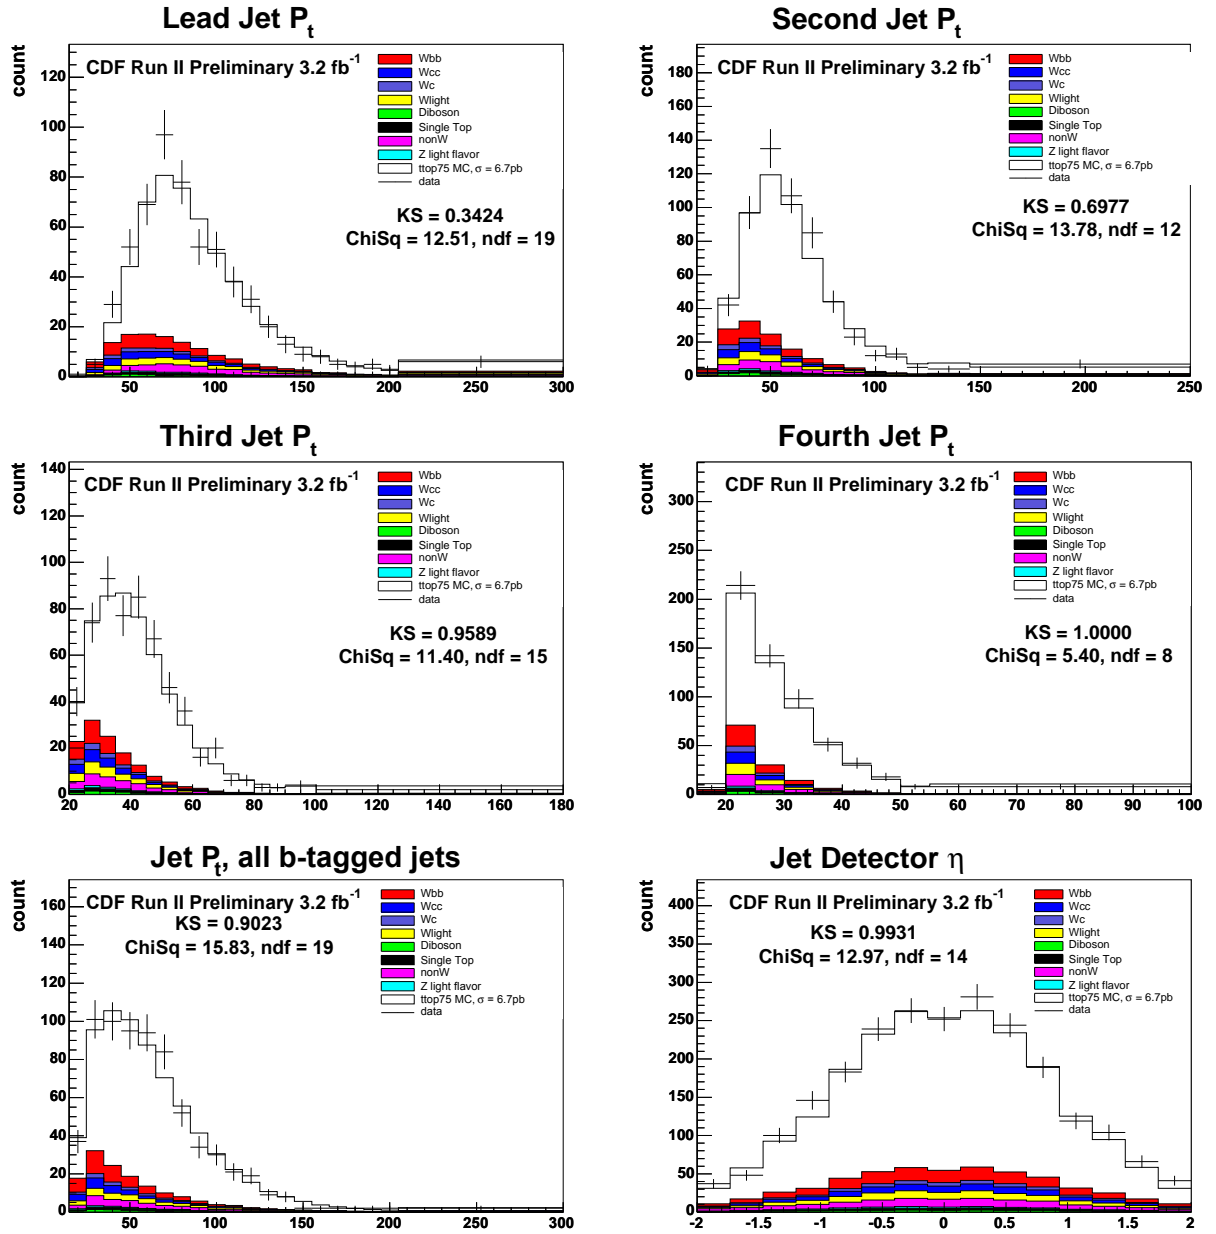 Lead Jet Pt
count
CDF Run II Preliminary 3.2 fb-1
Wbb
Wcc
Wc
Wlight
Diboson
Single Top
nonW
Z light flavor
ttop75 MC, σ = 6.7pb
data
KS = 0.3424
ChiSq = 12.51, ndf = 19
120
100
80
60
40
20
0
50 100 150 200 250 300
Second Jet Pt
count
CDF Run II Preliminary 3.2 fb-1
Wbb
Wcc
Wc
Wlight
Diboson
Single Top
nonW
Z light flavor
ttop75 MC, σ = 6.7pb
data
KS = 0.6977
ChiSq = 13.78, ndf = 12
180
160
140
120
100
80
60
40
20
0
50 100 150 200 250
Third Jet Pt
count
CDF Run II Preliminary 3.2 fb-1
Wbb
Wcc
Wc
Wlight
Diboson
Single Top
nonW
Z light flavor
ttop75 MC, σ = 6.7pb
data
KS = 0.9589
ChiSq = 11.40, ndf = 15
140
120
100
80
60
40
20
0
20 40 60 80 100 120 140 160 180
Fourth Jet Pt
count
CDF Run II Preliminary 3.2 fb-1
Wbb
Wcc
Wc
Wlight
Diboson
Single Top
nonW
Z light flavor
ttop75 MC, σ = 6.7pb
data
KS = 1.0000
ChiSq = 5.40, ndf = 8
300
250
200
150
100
50
0
20 30 40 50 60 70 80 90 100
Jet Pt, all b-tagged jets
count
CDF Run II Preliminary 3.2 fb-1
KS = 0.9023
ChiSq = 15.83, ndf = 19
Wbb
Wcc
Wc
Wlight
Diboson
Single Top
nonW
Z light flavor
ttop75 MC, σ = 6.7pb
data
160
140
120
100
80
60
40
20
0
50 100 150 200 250 300
Jet Detector η
count
CDF Run II Preliminary 3.2 fb-1
KS = 0.9931
ChiSq = 12.97, ndf = 14
Wbb
Wcc
Wc
Wlight
Diboson
Single Top
nonW
Z light flavor
ttop75 MC, σ = 6.7pb
data
400
350
300
250
200
150
100
50
0
-2 -1.5 -1 -0.5 0 0.5 1 1.5 2